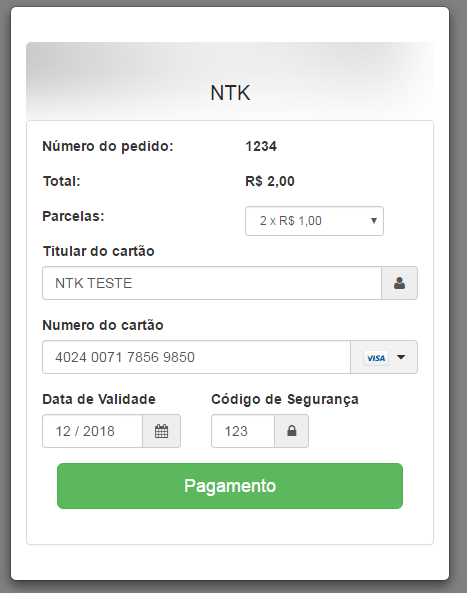 NTK
Número do pedido: 1234
Total: R$ 2,00
Parcelas: 2 x R$ 1,00
Titular do cartão
NTK TESTE
Numero do cartão
4024 0071 7856 9850 VISA
Data de Validade Código de Segurança
12 / 2018 123
Pagamento